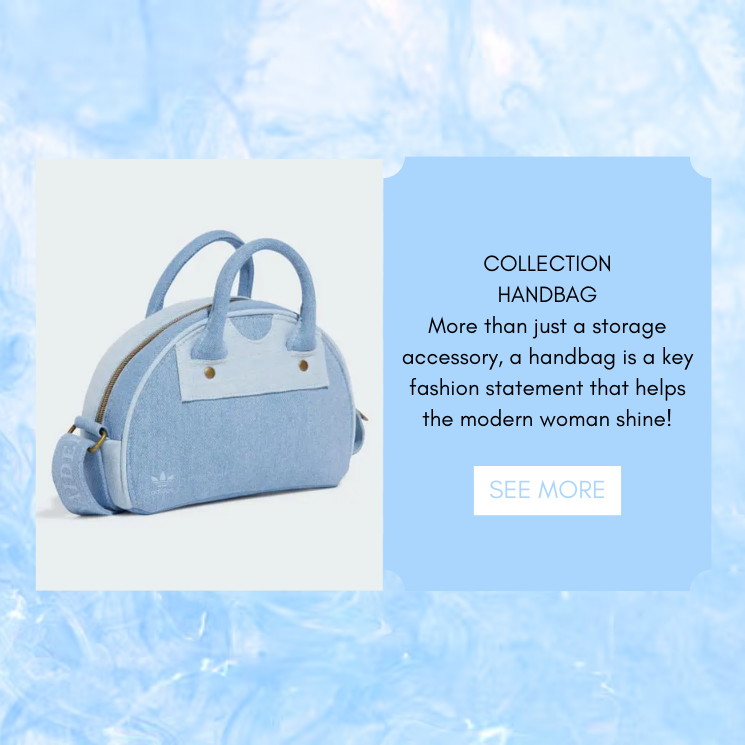 COLLECTION
HANDBAG
More than just a storage
accessory, a handbag is a key
fashion statement that helps
the modern woman shine!
SEE MORE